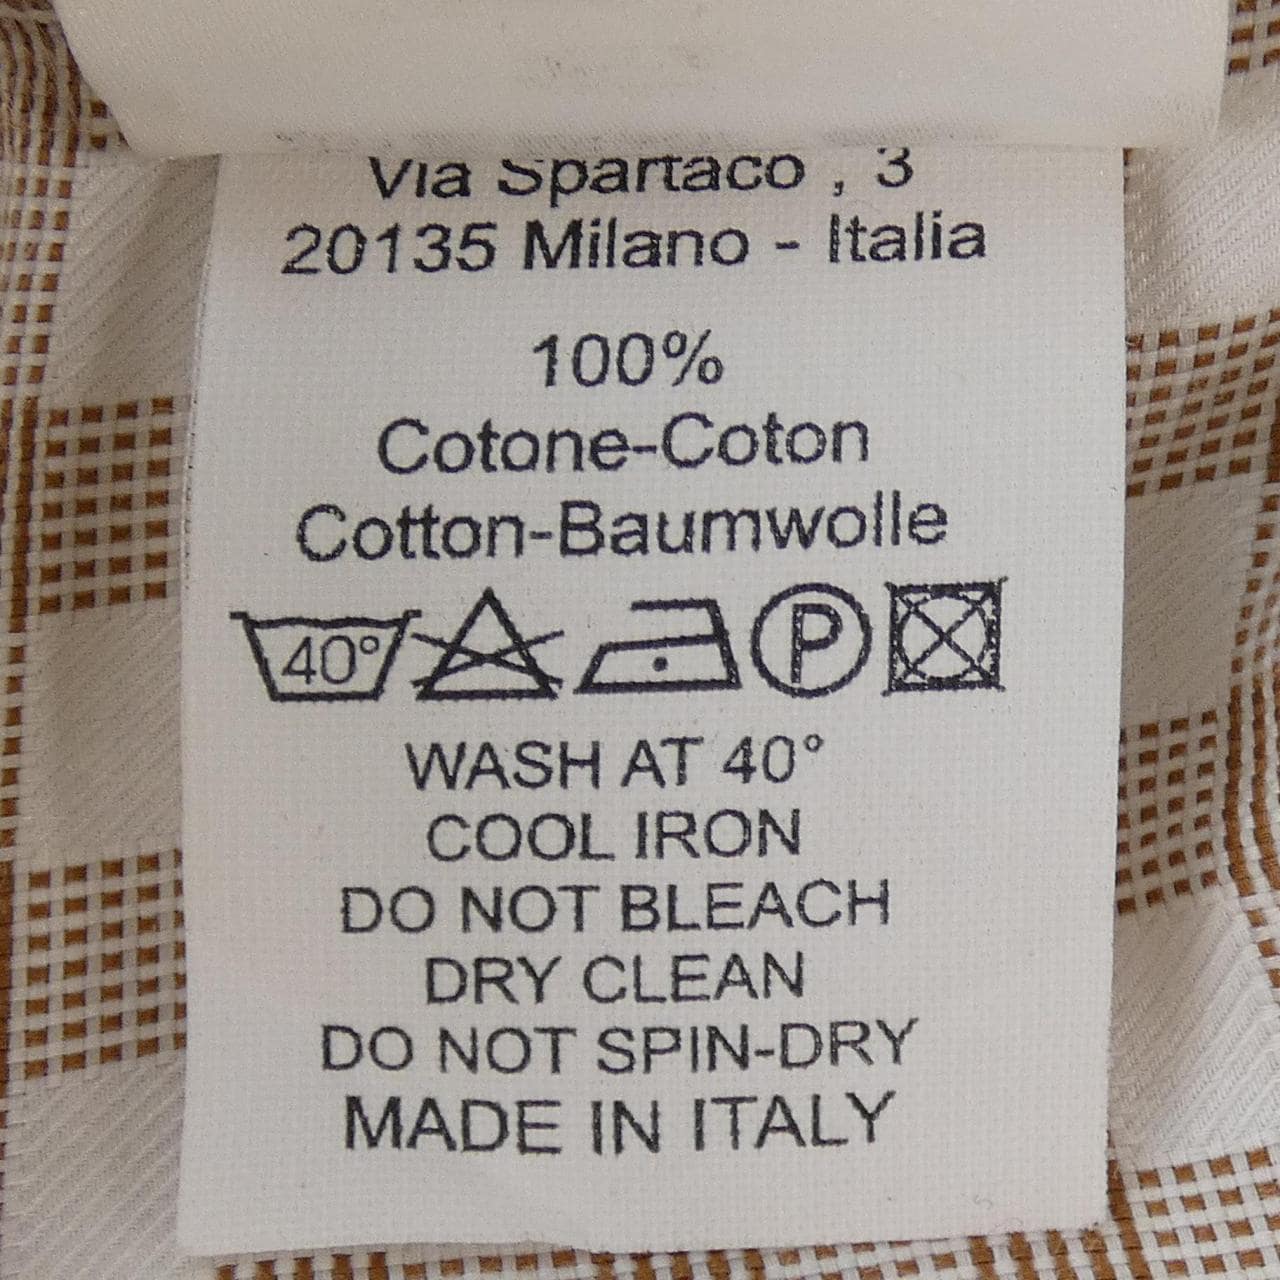 Via Spartaco , 3
20135 Milano - Italia
100%
Cotone-Coton
Cotton-Baumwolle
40° P
WASH AT 40°
COOL IRON
DO NOT BLEACH
DRY CLEAN
DO NOT SPIN-DRY
MADE IN ITALY